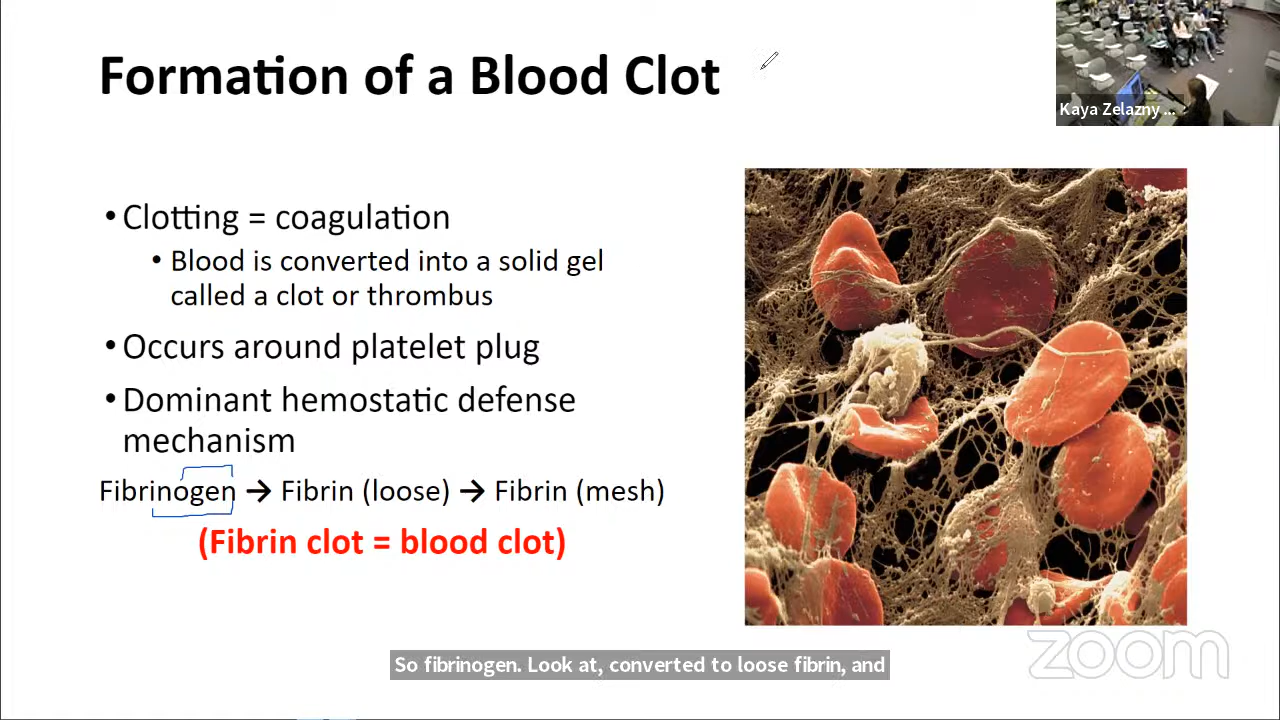 Formation of a Blood Clot
Kaya Zelazny ...
• Clotting = coagulation
• Blood is converted into a solid gel
called a clot or thrombus
• Occurs around platelet plug
• Dominant hemostatic defense
mechanism
Fibrinogen → Fibrin (loose) → Fibrin (mesh)
(Fibrin clot = blood clot)
zoom
So fibrinogen. Look at, converted to loose fibrin, and